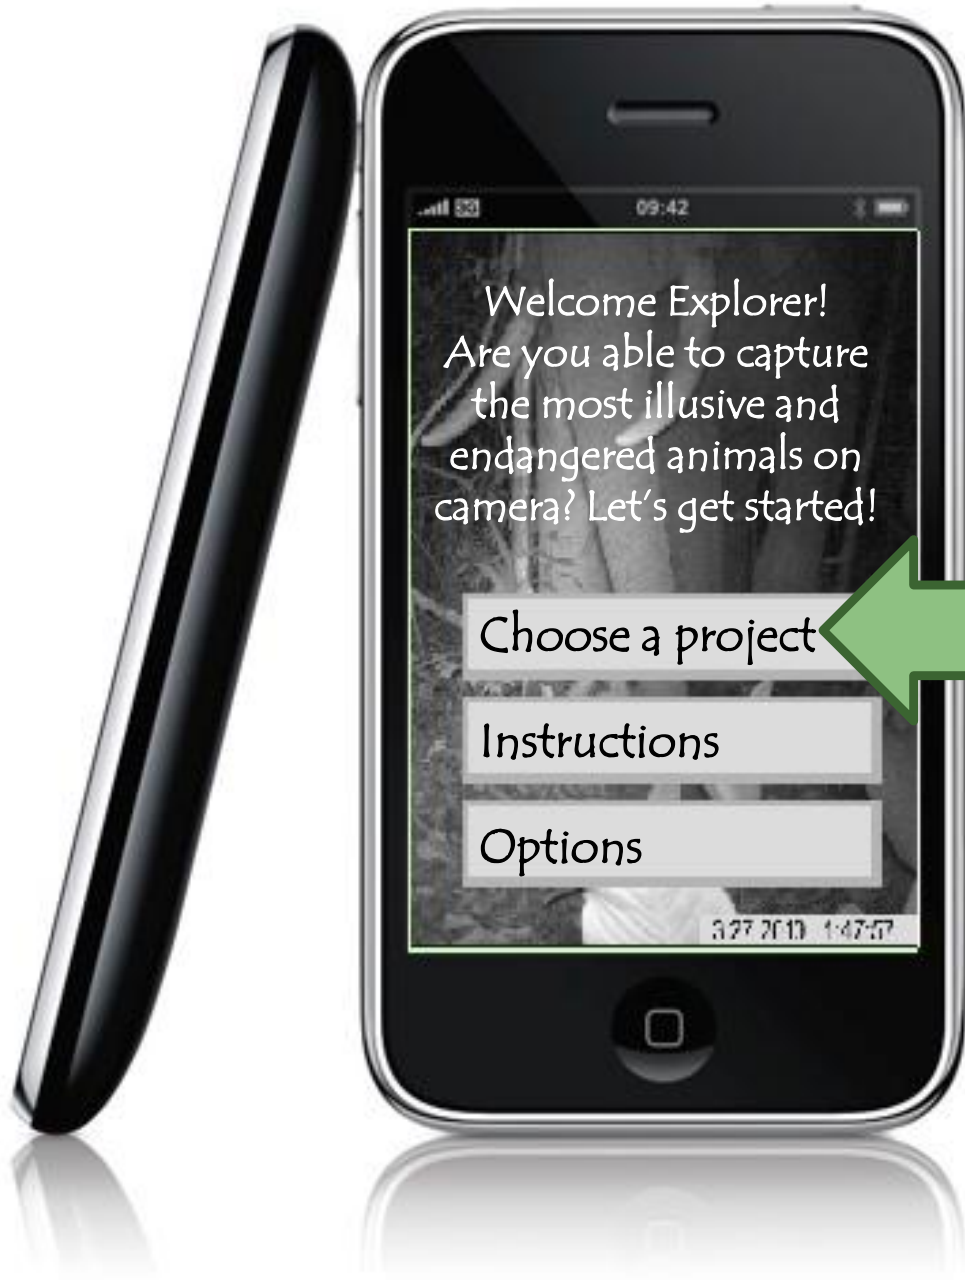 3G 09:42
Welcome Explorer!
Are you able to capture
the most illusive and
endangered animals on
camera? Let's get started!
Choose a project
Instructions
Options